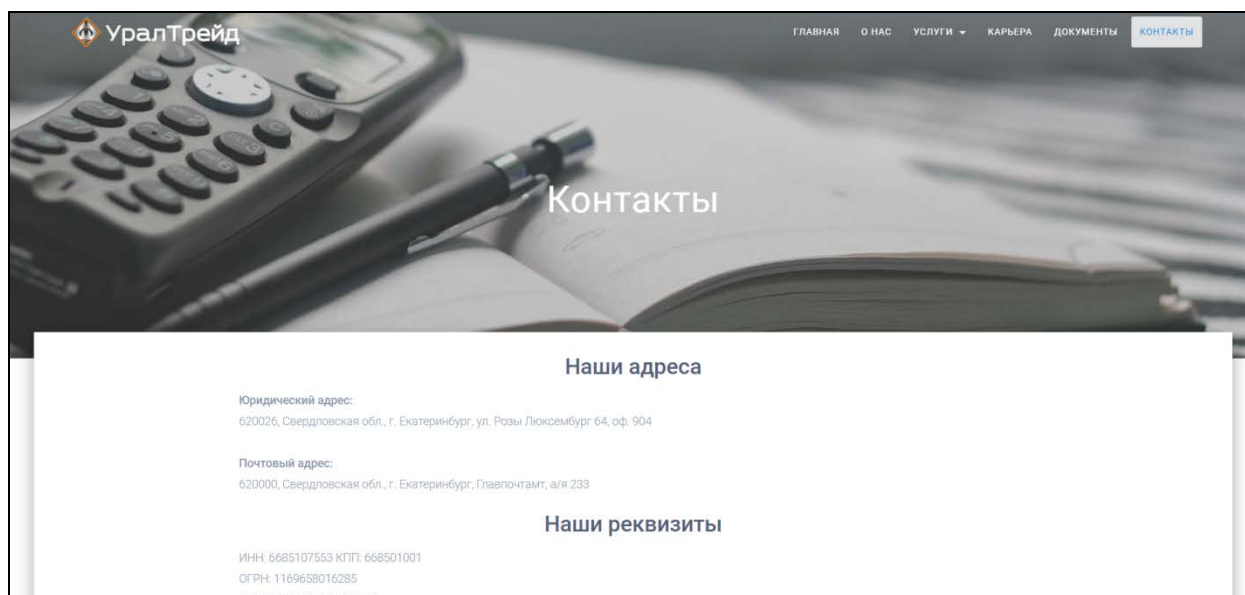 УралТрейд
ГЛАВНАЯ О НАС УСЛУГИ КАРЬЕРА ДОКУМЕНТЫ КОНТАКТЫ
Контакты
Наши адреса
Юридический адрес:
620026, Свердловская обл., г. Екатеринбург, ул. Розы Люксембург 64, оф. 904
Почтовый адрес:
620000, Свердловская обл., г. Екатеринбург, Главпочтамт, а/я 233
Наши реквизиты
ИНН: 6685107553 КПП: 668501001
ОГРН: 1169658016285